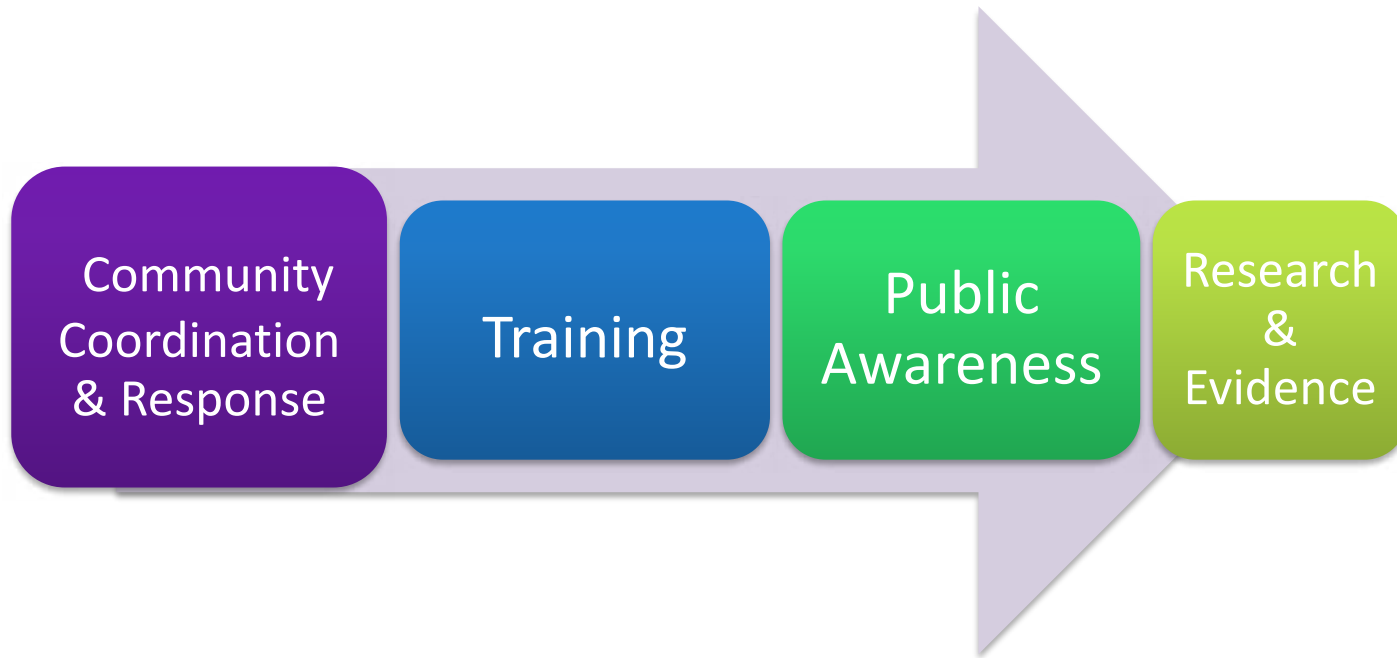 Community
Coordination
& Response
Training
Public
Awareness
Research
&
Evidence